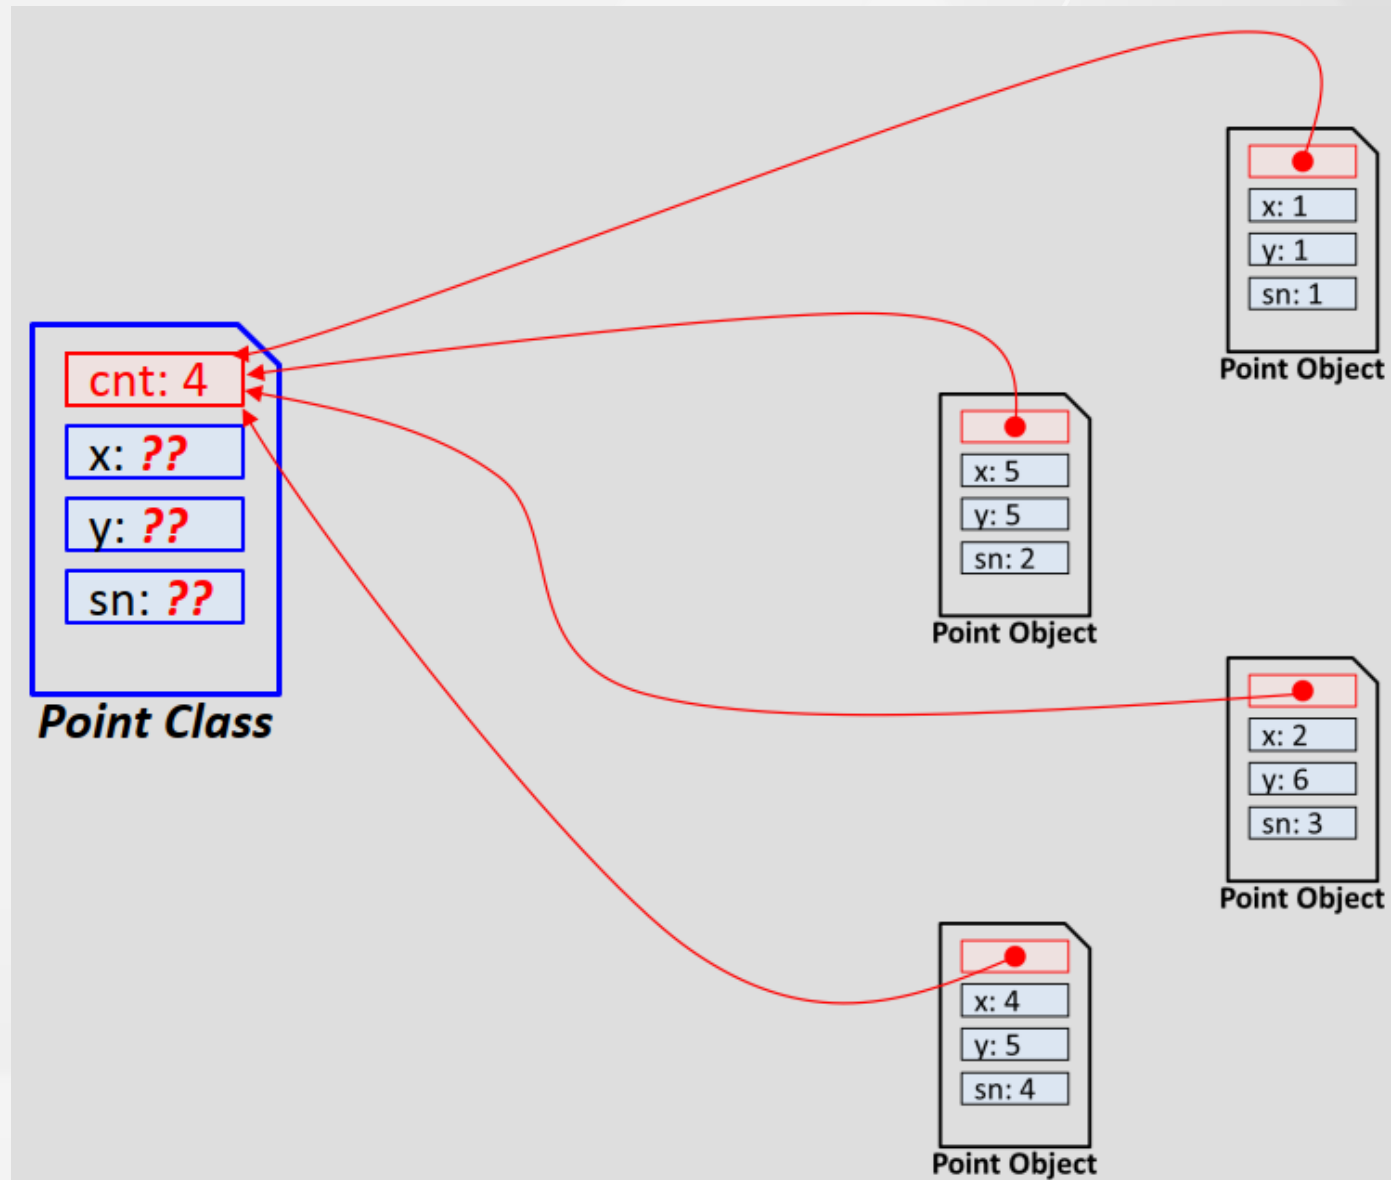 cnt: 4
x: ??
y: ??
sn: ??
Point Class
x: 1
y: 1
sn: 1
Point Object
x: 5
y: 5
sn: 2
Point Object
x: 2
y: 6
sn: 3
Point Object
x: 4
y: 5
sn: 4
Point Object